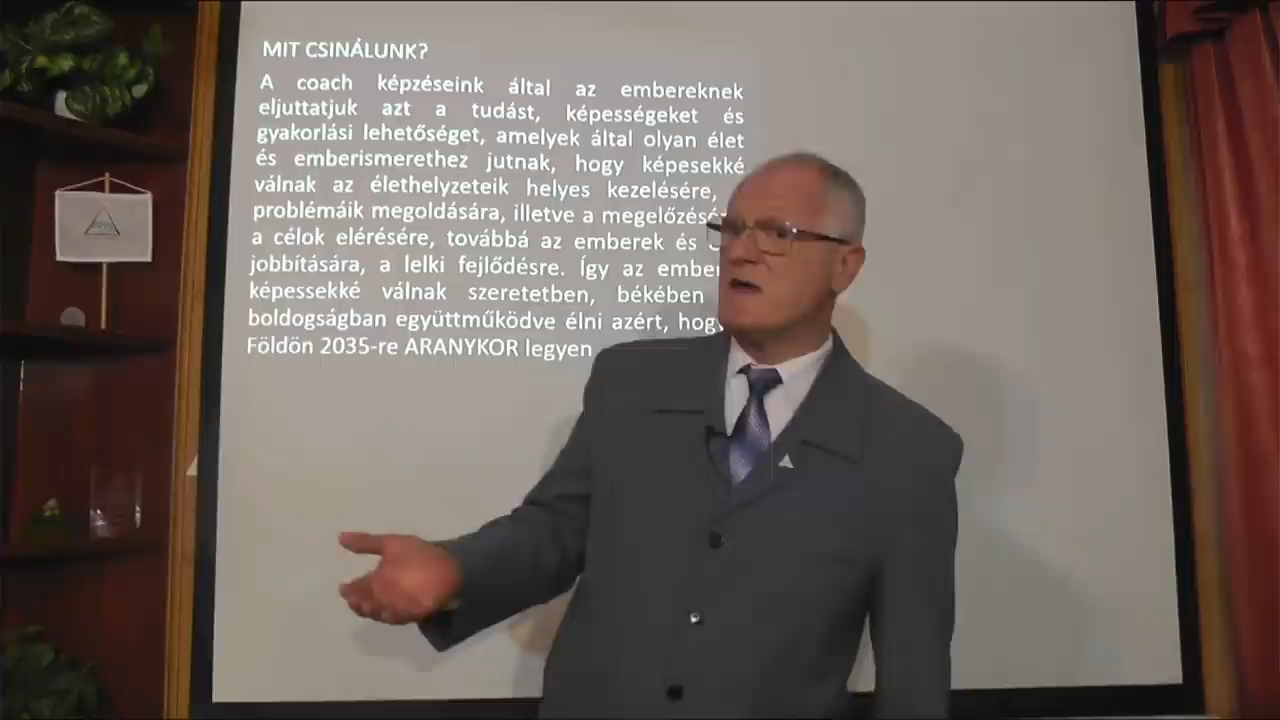 MIT CSINÁLUNK?
A coach képzéseink által az embereknek
eljuttatjuk azt a tudást, képességeket és
gyakorlási lehetőséget, amelyek által olyan élet
és emberismerethez jutnak, hogy képesekké
válnak az élethelyzeteik helyes kezelésére,
problémáik megoldására, illetve a
a célok elérésére, továbbá az emberek és
jobbítására, a lelki fejlődésre. Így az
képessekké válnak szeretetben, békében
boldogságban együttműködve élni azért,
Földön 2035-re ARANYKOR legyen